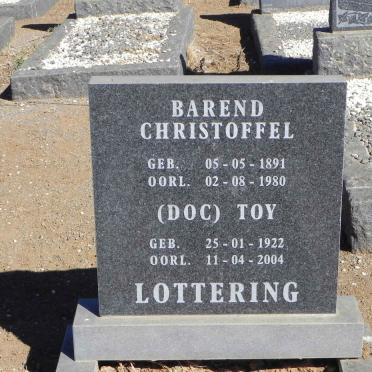 BAREND
CHRISTOFFEL
GEB. 05-05-1891
OORL. 02-08-1980
(DOC) TOY
GEB. 25-01-1922
OORL. 11-04-2004
LOTTERING